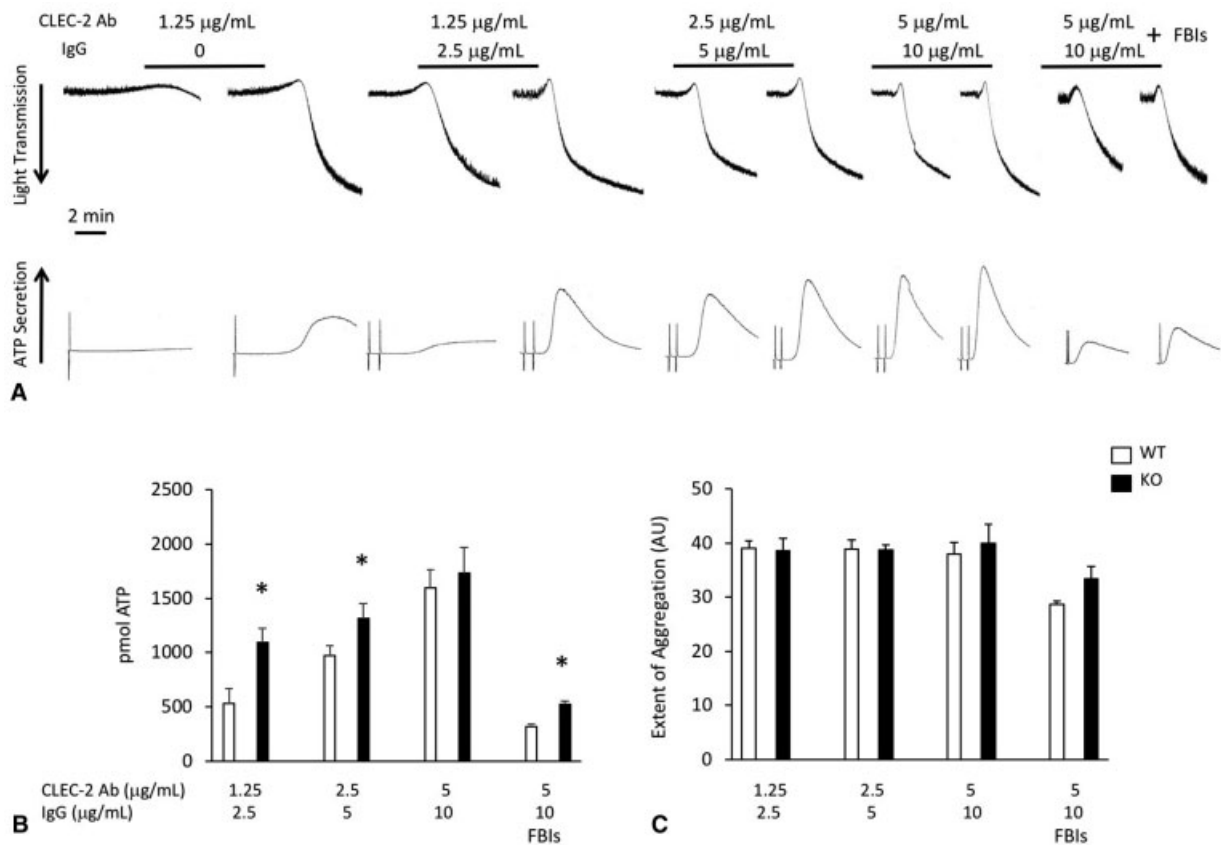 CLEC-2 Ab 1.25 μg/mL 1.25 μg/mL 2.5 μg/mL 5 μg/mL 5 μg/mL + FBIs
IgG 0 2.5 μg/mL 5 μg/mL 10 μg/mL 10 μg/mL
Light Transmission
2 min
ATP Secretion
A
WT
KO
2500
2000
1500
1000
500
0
pmol ATP
* * *
CLEC-2 Ab (μg/mL) 1.25 2.5 5 5
IgG (μg/mL) 2.5 5 10 10
FBIs
B
50
40
30
20
10
0
Extent of Aggregation (AU)
1.25 2.5 5 5
2.5 5 10 10
FBIs
C